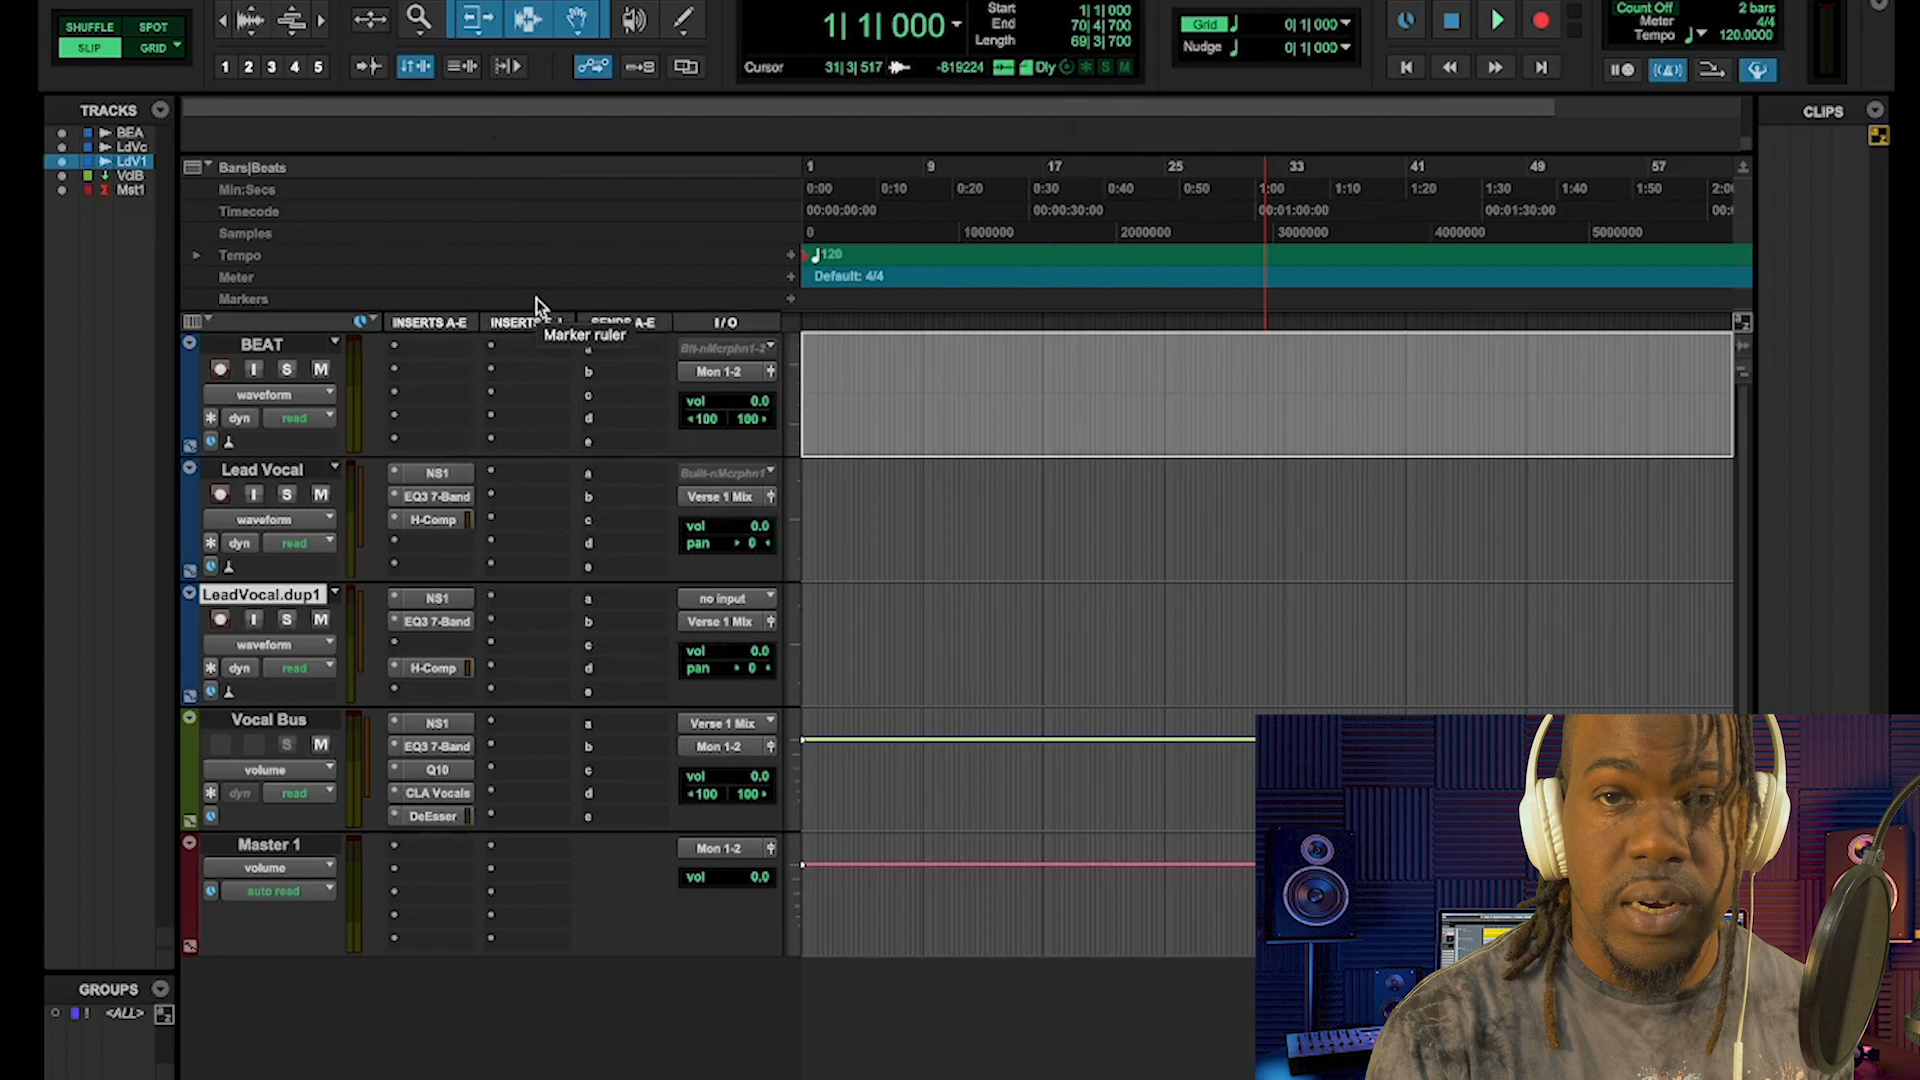 SHUFFLE SPOT
SLIP GRID
1 2 3 4 5
1| 1| 000
Start 1| 1| 000
End 70| 4| 700
Length 69| 3| 700
Cursor 31| 3| 517 -819224 Dly S M
Grid 0| 1| 000
Nudge 0| 1| 000
Count Off 2 bars
Meter 4/4
Tempo 120.0000
TRACKS
BEA
LdVc
LdV1
VdB
Mst1
CLIPS
Bars|Beats 1 9 17 25 33 41 49 57
Min:Secs 0:00 0:10 0:20 0:30 0:40 0:50 1:00 1:10 1:20 1:30 1:40 1:50 2:0
Timecode 00:00:00:00 00:00:30:00 00:01:00:00 00:01:30:00 00:
Samples 0 1000000 2000000 3000000 4000000 5000000
Tempo 120
Meter Default: 4/4
Markers
INSERTS A-E INSERTS SENDS A-E I/O
Marker ruler
BEAT
I S M
waveform
dyn read
a
b
c
d
e
Blt-nMcrphn1-2
Mon 1-2
vol 0.0
100 100
Lead Vocal
I S M
waveform
dyn read
NS1
EQ3 7-Band
H-Comp
a
b
c
d
e
Built-nMcrphn1
Verse 1 Mix
vol 0.0
pan 0
LeadVocal.dup1
I S M
waveform
dyn read
NS1
EQ3 7-Band
H-Comp
a
b
c
d
e
no input
Verse 1 Mix
vol 0.0
pan 0
Vocal Bus
S M
volume
dyn read
NS1
EQ3 7-Band
Q10
CLA Vocals
DeEsser
a
b
c
d
e
Verse 1 Mix
Mon 1-2
vol 0.0
100 100
Master 1
volume
auto read
Mon 1-2
vol 0.0
GROUPS
! <ALL>